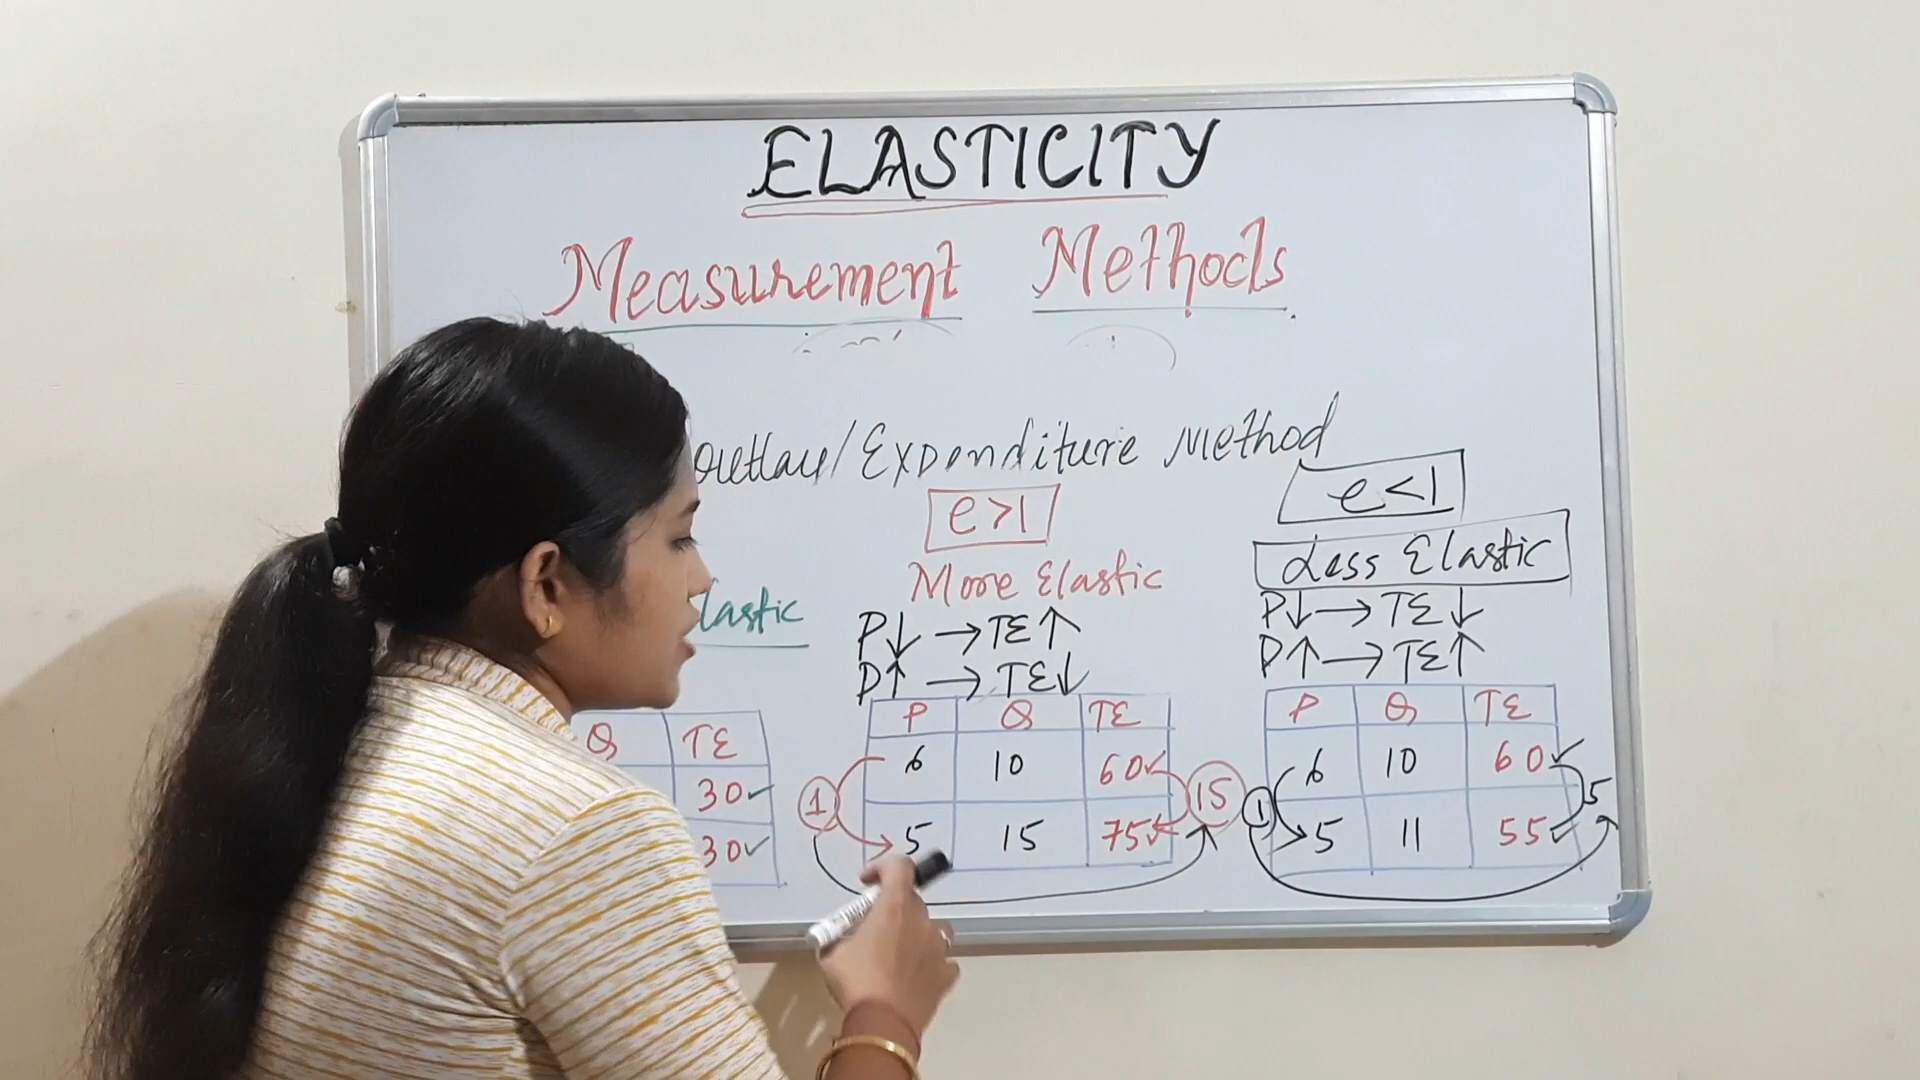 ELASTICITY
Measurement Methods
outlay/Expenditure Method
e>1
e<1
More Elastic
Less Elastic
lastic
P↓ → TE↑
P↑ → TE↓
P↓ → TE↓
P↑ → TE↑
Q TE
30✓
30✓
P Q TE
6 10 60✓
1 15
5 15 75✓
P Q TE
6 10 60✓
1 5
5 11 55✓